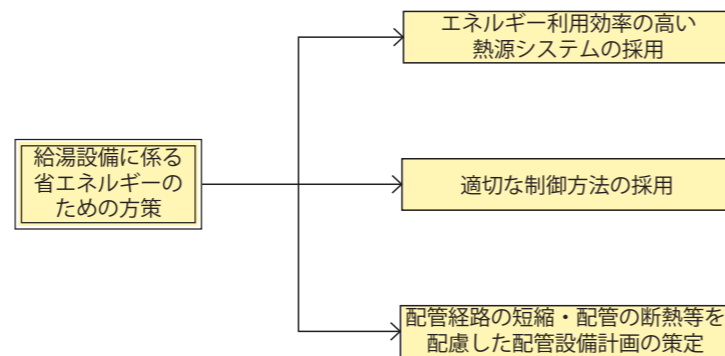 エネルギー利用効率の高い
熱源システムの採用
給湯設備に係る
省エネルギーの
ための方策
適切な制御方法の採用
配管経路の短縮・配管の断熱等を
配慮した配管設備計画の策定